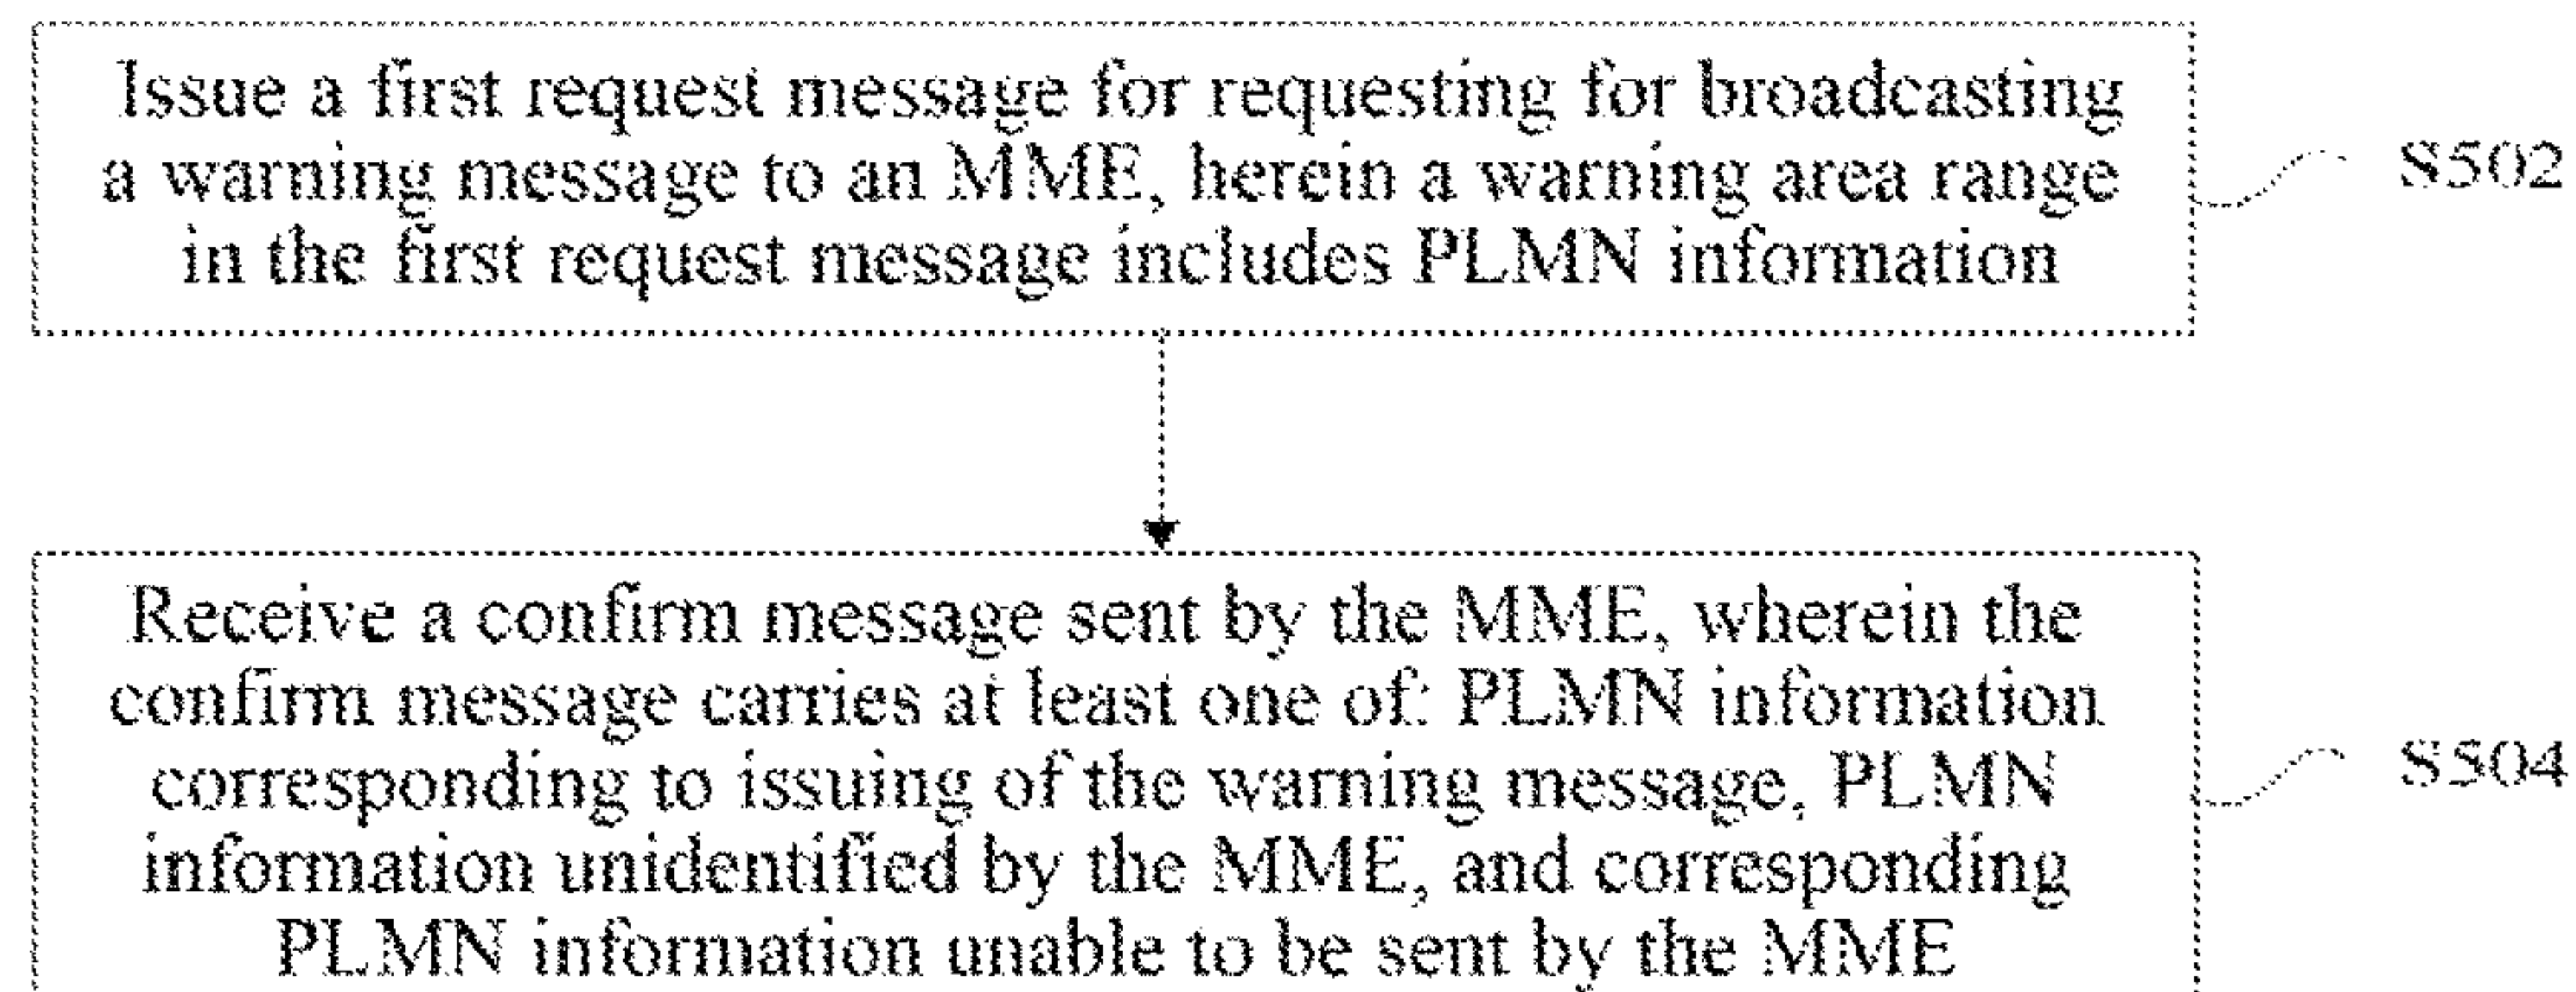 Issue a first request message for requesting for broadcasting
a warning message to an MME, herein a warning area range
in the first request message includes PLMN information
S502
Receive a confirm message sent by the MME, wherein the
confirm message carries at least one of: PLMN information
corresponding to issuing of the warning message, PLMN
information unidentified by the MME, and corresponding
PLMN information unable to be sent by the MME
S504